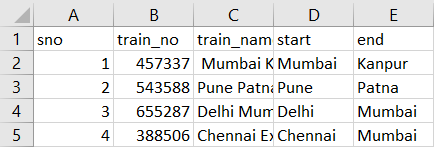 A B C D E
1 sno train_no train_name start end
2 1 457337 Mumbai K Mumbai Kanpur
3 2 543588 Pune Patna Pune Patna
4 3 655287 Delhi Mum Delhi Mumbai
5 4 388506 Chennai Ex Chennai Mumbai